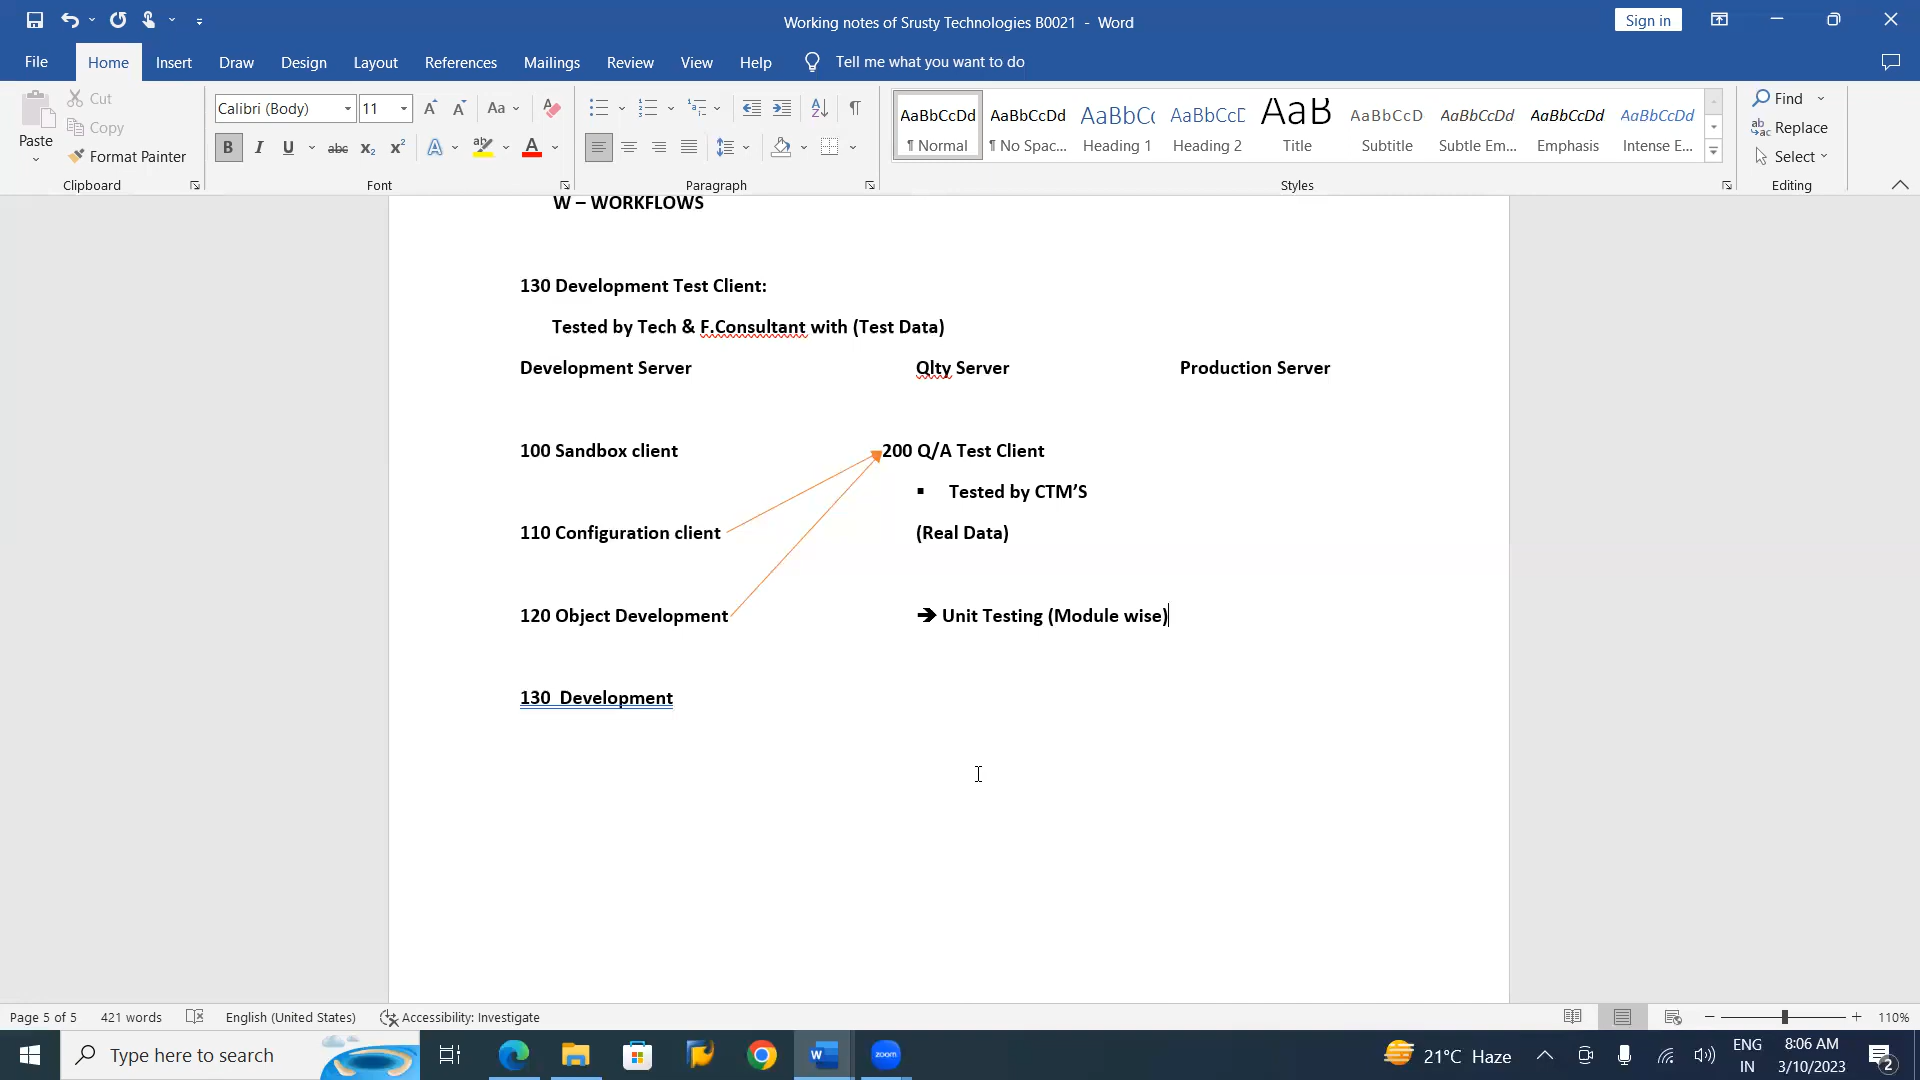 Working notes of Srusty Technologies B0021 - Word
Sign in
File Home Insert Draw Design Layout References Mailings Review View Help Tell me what you want to do
Paste
Cut
Copy
Format Painter
Clipboard
Calibri (Body) 11
Font
Paragraph
AaBbCcDd AaBbCcDd AaBbCc AaBbCcD AaB AaBbCcD AaBbCcDd AaBbCcDd AaBbCcDd
¶ Normal ¶ No Spac... Heading 1 Heading 2 Title Subtitle Subtle Em... Emphasis Intense E...
Styles
Find
Replace
Select
Editing
W – WORKFLOWS
130 Development Test Client:
Tested by Tech & F.Consultant with (Test Data)
Development Server Qlty Server Production Server
100 Sandbox client 200 Q/A Test Client
▪ Tested by CTM’S
110 Configuration client (Real Data)
120 Object Development ➔ Unit Testing (Module wise)
130 Development
Page 5 of 5 421 words English (United States) Accessibility: Investigate 110%
Type here to search
zoom
21°C Haze
ENG
IN
8:06 AM
3/10/2023
2